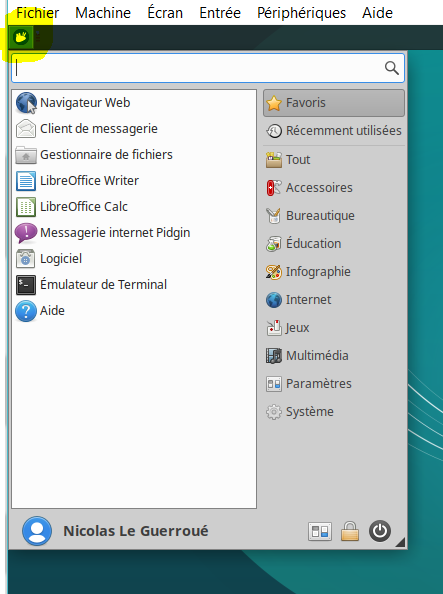 Fichier Machine Écran Entrée Périphériques Aide
Navigateur Web
Client de messagerie
Gestionnaire de fichiers
LibreOffice Writer
LibreOffice Calc
Messagerie internet Pidgin
Logiciel
Émulateur de Terminal
Aide
Favoris
Récemment utilisées
Tout
Accessoires
Bureautique
Éducation
Infographie
Internet
Jeux
Multimédia
Paramètres
Système
Nicolas Le Guerroué